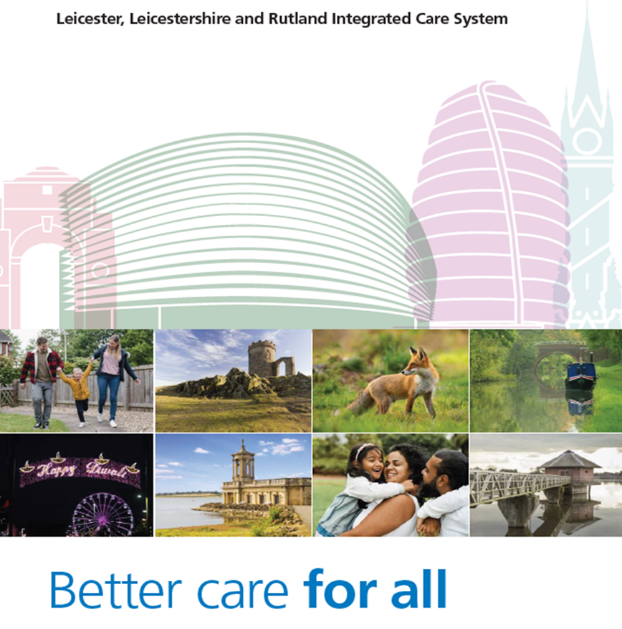 Leicester, Leicestershire and Rutland Integrated Care System
Happy Diwali
Better care for all